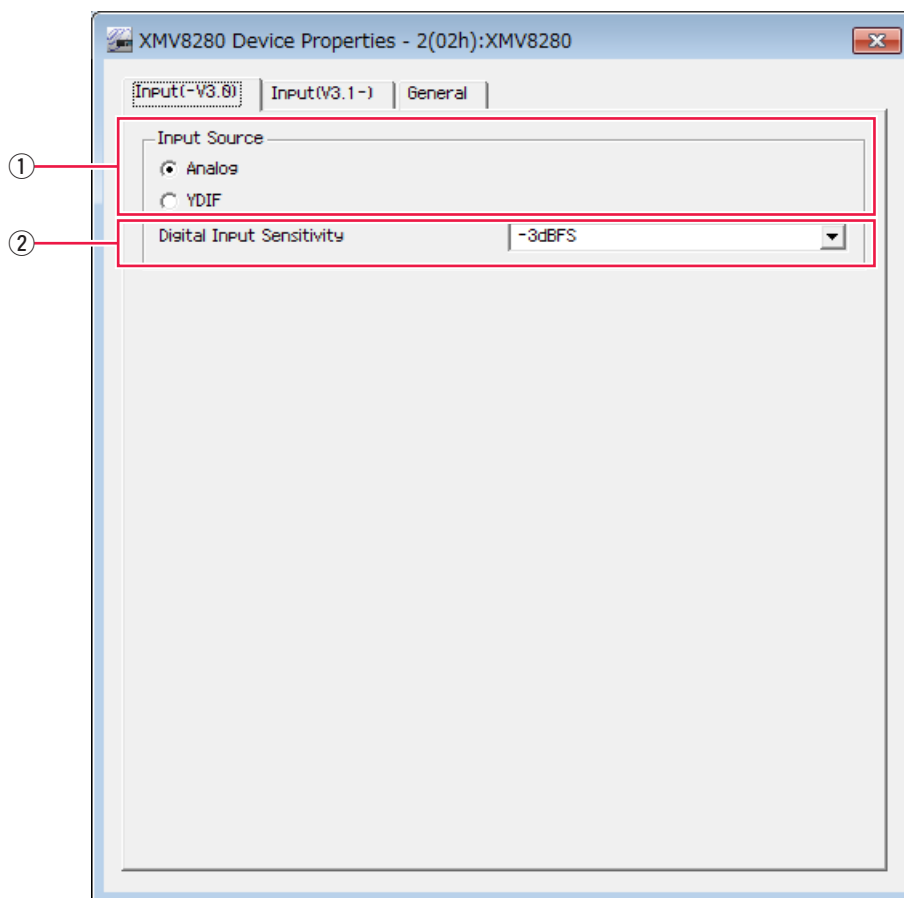 XMV8280 Device Properties - 2(02h):XMV8280
Input(-V3.0) Input(V3.1-) General
① Input Source
Analog
YDIF
② Digital Input Sensitivity -3dBFS